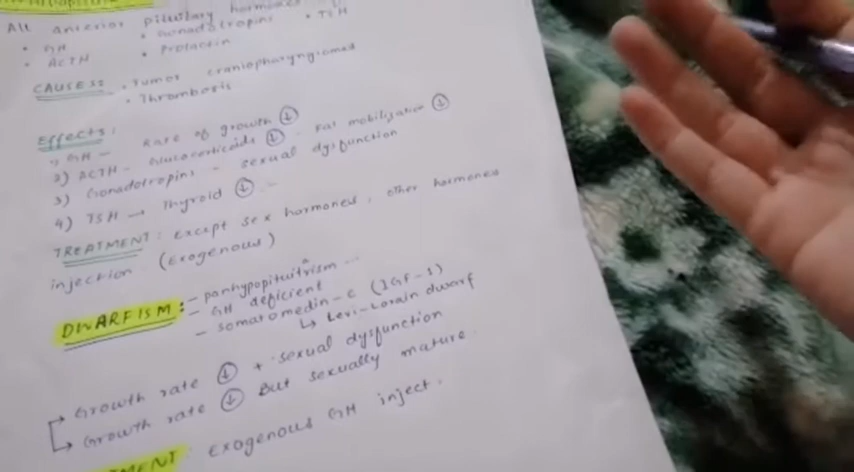 All anterior pituitary hormones
• GH • Gonadotropins • TSH
• ACTH • Prolactin
CAUSES • Tumor craniopharyngiomas
• Thrombosis
Effects:
1) GH - Rate of growth ↓
2) ACTH - Glucocorticoids ↓ - Fat mobilization ↓
3) Gonadotropins - sexual dysfunction
4) TSH → Thyroid ↓
TREATMENT: Except sex hormones, other hormones
injection (Exogenous)
DWARFISM: - panhypopituitrism
- GH deficient
- somatomedin-c (IGF-1)
↳ Levi-Lorain dwarf
→ Growth rate ↓ + sexual dysfunction
→ Growth rate ↓ But sexually mature.
MENT: Exogenous GH inject.